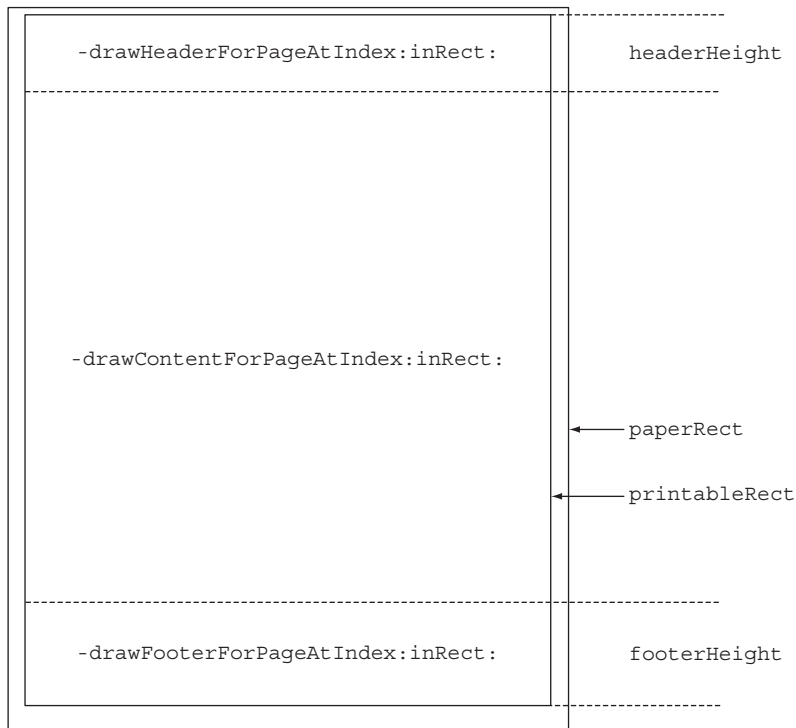 -drawHeaderForPageAtIndex:inRect:
headerHeight
-drawContentForPageAtIndex:inRect:
paperRect
printableRect
-drawFooterForPageAtIndex:inRect:
footerHeight